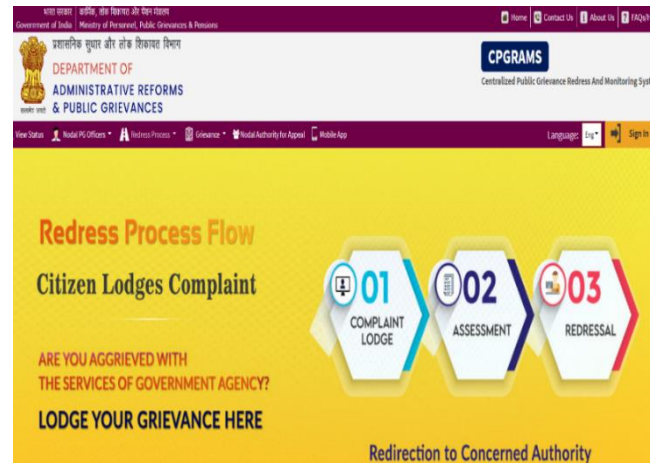 भारत सरकार | कार्मिक, लोक शिकायत और पेंशन मंत्रालय
Government of India | Ministry of Personnel, Public Grievances & Pensions
Home | Contact Us | About Us | FAQs/
प्रशासनिक सुधार और लोक शिकायत विभाग
DEPARTMENT OF
ADMINISTRATIVE REFORMS
& PUBLIC GRIEVANCES
सत्यमेव जयते
CPGRAMS
Centralized Public Grievance Redress And Monitoring Syst
View Status Nodal PG Officers Redress Process Grievance Nodal Authority for Appeal Mobile App Language: Eng Sign In
Redress Process Flow
Citizen Lodges Complaint
ARE YOU AGGRIEVED WITH
THE SERVICES OF GOVERNMENT AGENCY?
LODGE YOUR GRIEVANCE HERE
01
COMPLAINT
LODGE
02
ASSESSMENT
03
REDRESSAL
Redirection to Concerned Authority